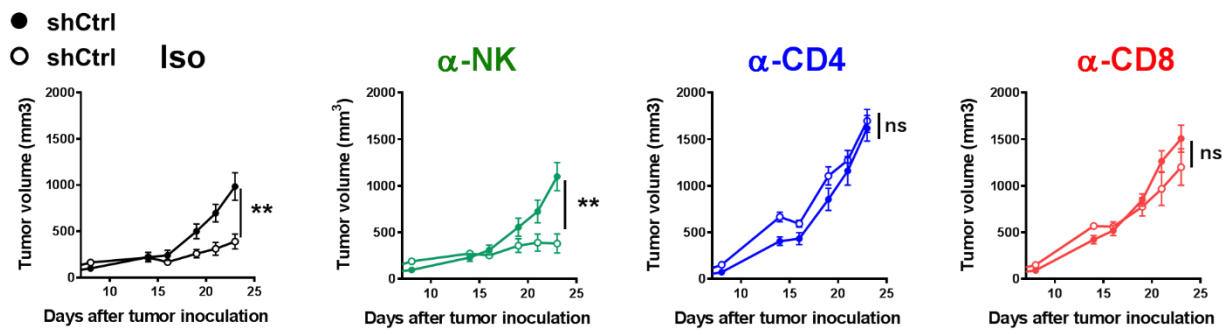 shCtrl
shCtrl
Iso
α-NK
α-CD4
α-CD8
Tumor volume (mm3)
2000
1500
1000
500
0
**
10 15 20 25
Days after tumor inoculation
Tumor volume (mm³)
2000
1500
1000
500
0
**
10 15 20 25
Days after tumor inoculation
Tumor volume (mm3)
2000
1500
1000
500
0
ns
10 15 20 25
Days after tumor inoculation
Tumor volume (mm3)
2000
1500
1000
500
0
ns
10 15 20 25
Days after tumor inoculation